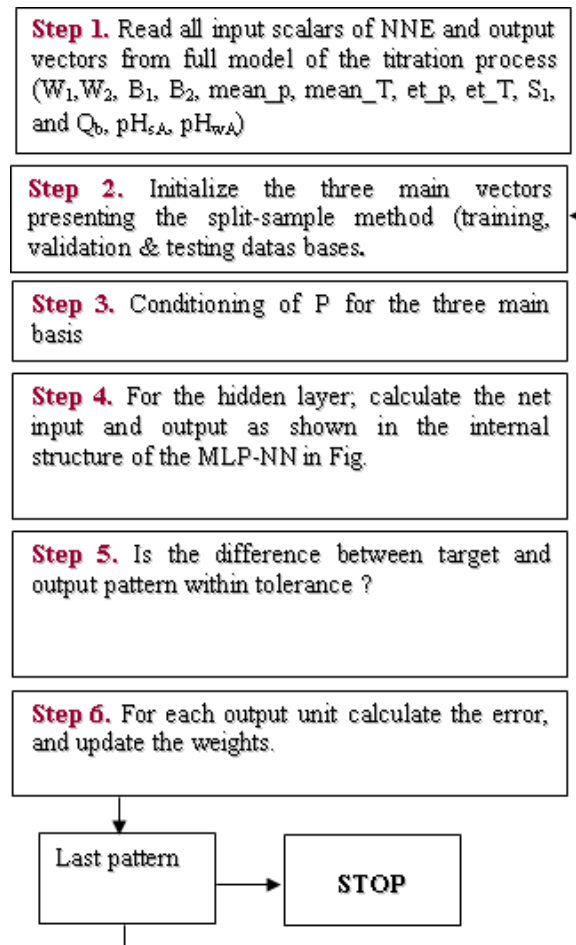 Step 1. Read all input scalars of NNE and output
vectors from full model of the titration process
(W₁,W₂, B₁, B₂, mean_p, mean_T, et_p, et_T, S₁,
and Q_b, pH_sA, pH_wA)
Step 2. Initialize the three main vectors
presenting the split-sample method (training,
validation & testing datas bases.
Step 3. Conditioning of P for the three main
basis
Step 4. For the hidden layer; calculate the net
input and output as shown in the internal
structure of the MLP-NN in Fig.
Step 5. Is the difference between target and
output pattern within tolerance ?
Step 6. For each output unit calculate the error,
and update the weights.
Last pattern
STOP